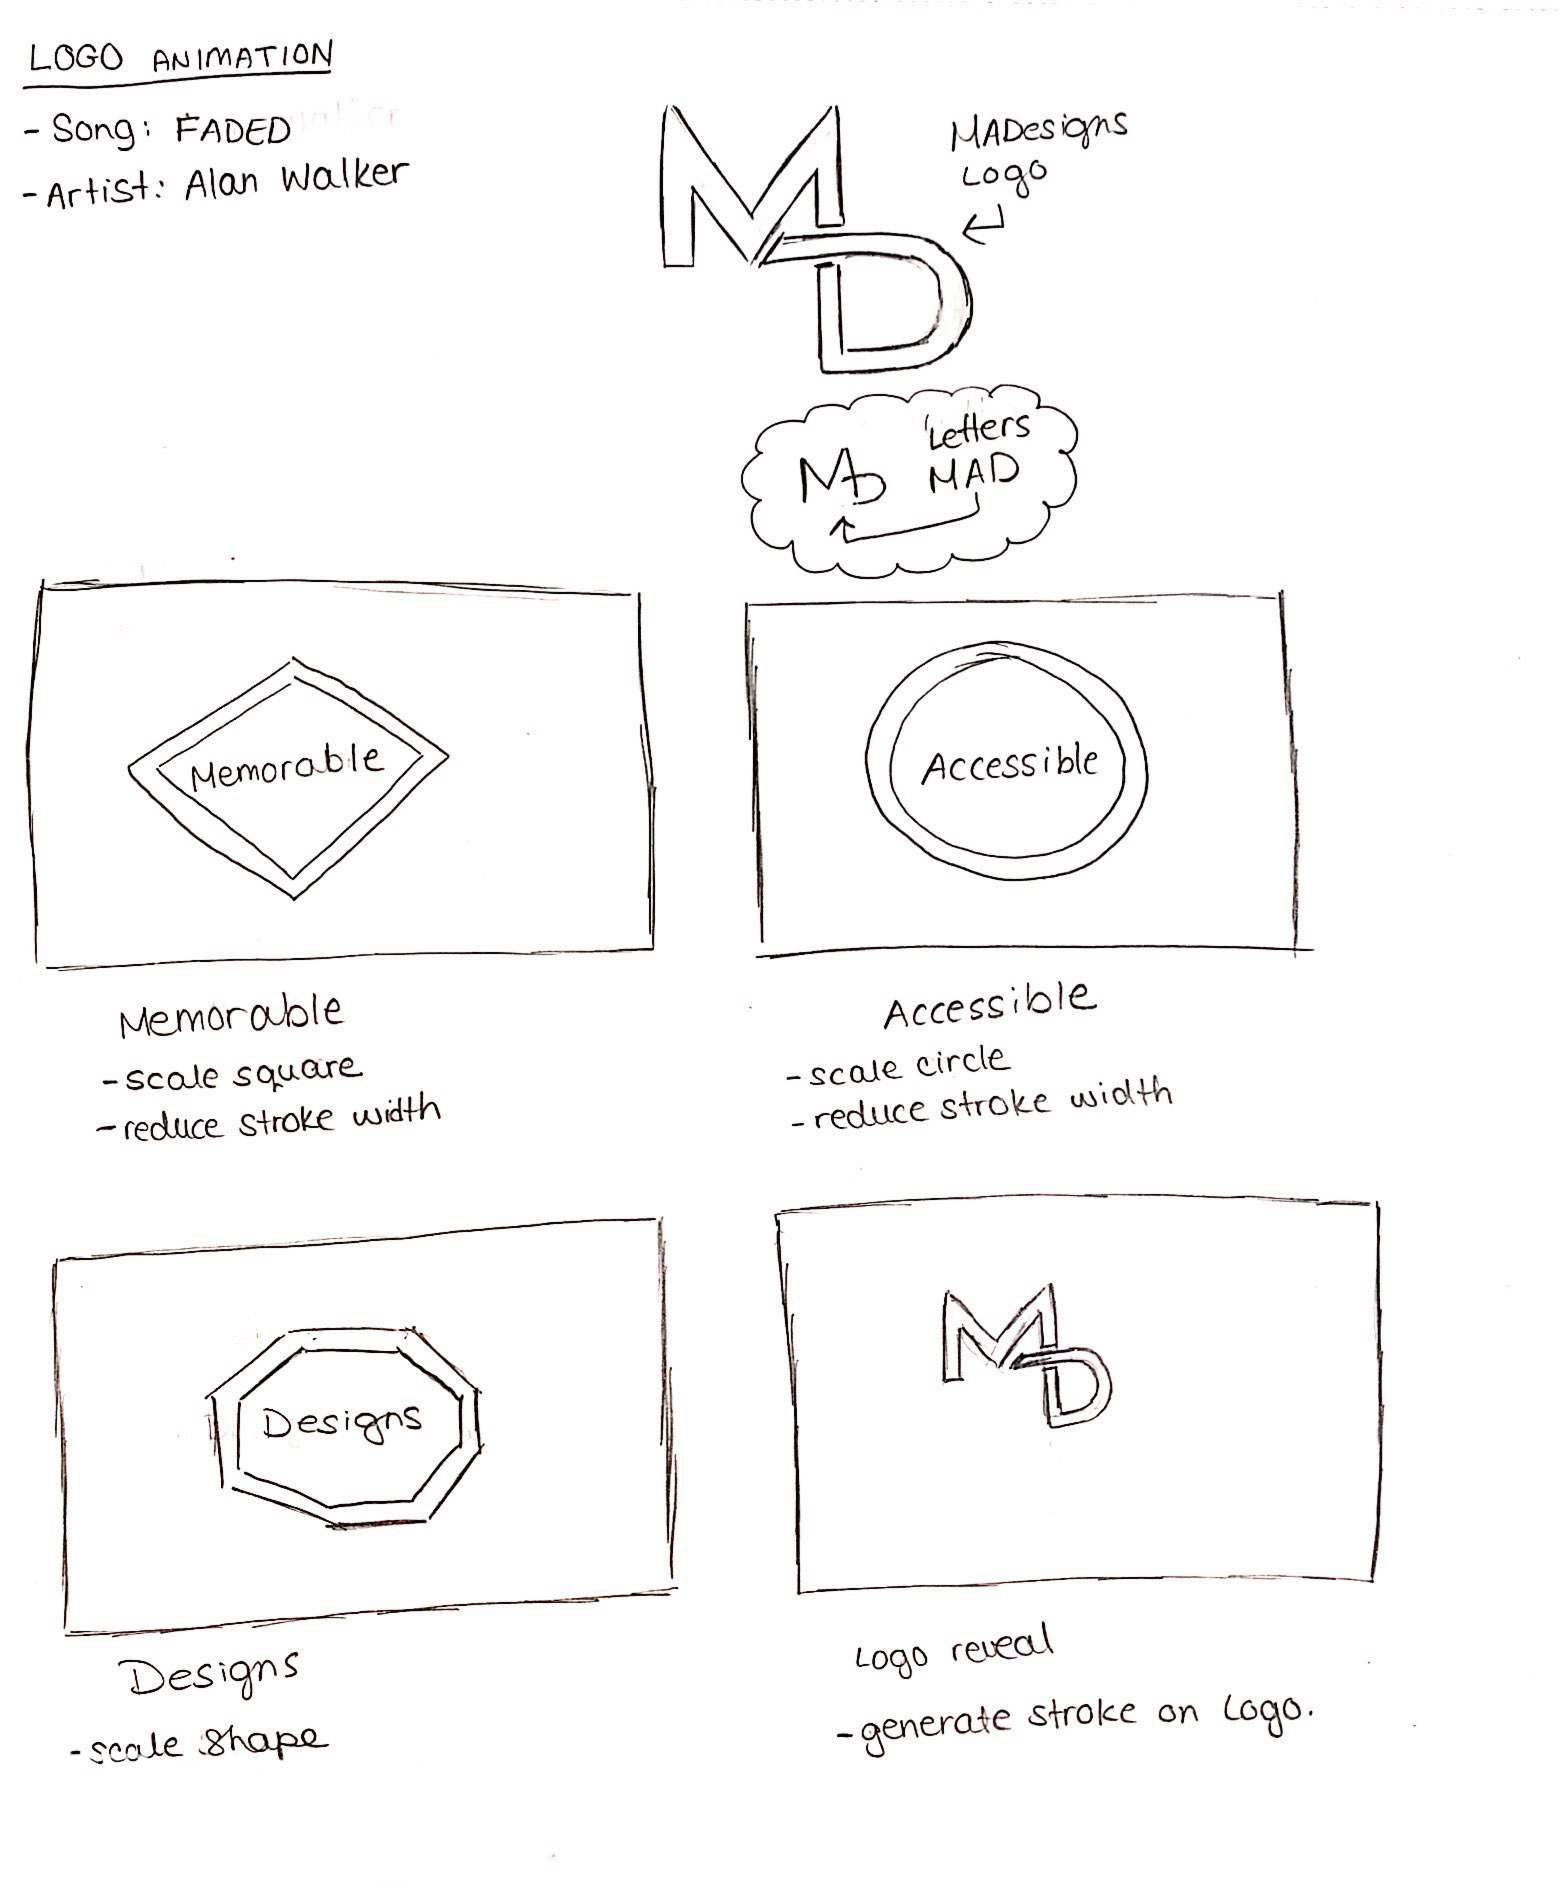 LOGO ANIMATION
- Song: FADED
- Artist: Alan Walker
MADesigns
Logo
MD
Letters
MD MAD
Memorable
Accessible
Memorable
- scale square
- reduce stroke width
Accessible
- scale circle
- reduce stroke width
Designs
MD
Designs
- scale shape
Logo reveal
- generate stroke on Logo.